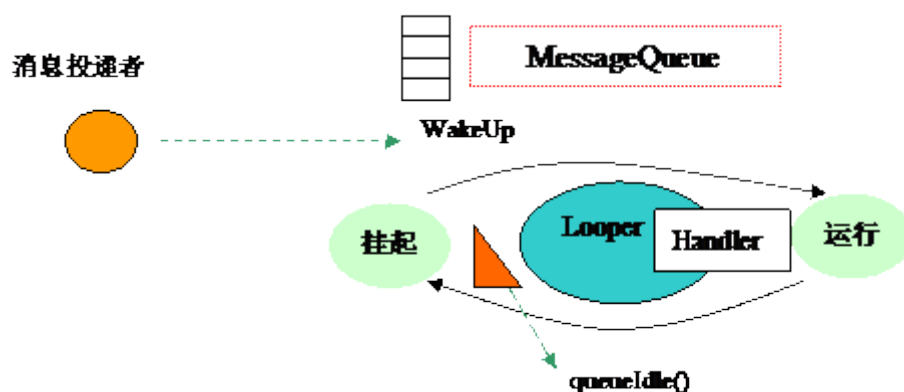 MessageQueue
消息投递者
WakeUp
Looper
挂起
Handler
运行
queueIdle()